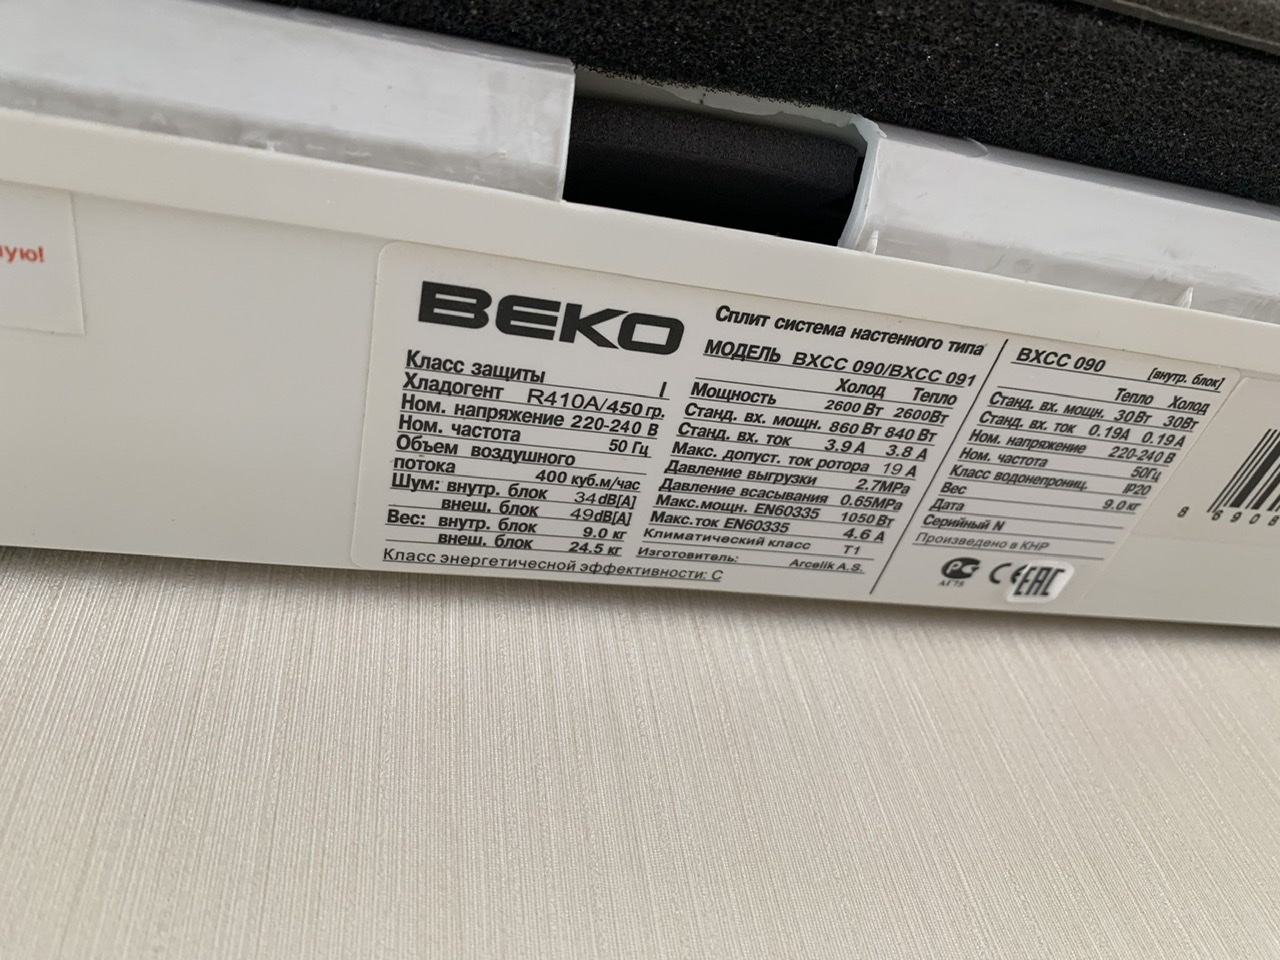 ую!
BEKO
Класс защиты I
Хладогент R410A/450 гр.
Ном. напряжение 220-240 В
Ном. частота 50 Гц
Объем воздушного
потока 400 куб.м/час
Шум: внутр. блок 34dB[A]
внеш. блок 49dB[A]
Вес: внутр. блок 9.0 кг
внеш. блок 24.5 кг
Класс энергетической эффективности: C
Сплит система настенного типа
МОДЕЛЬ BXCC 090/BXCC 091
Холод Тепло
Мощность 2600 Вт 2600Вт
Станд. вх. мощн. 860 Вт 840 Вт
Станд. вх. ток 3.9 А 3.8 А
Макс. допуст. ток ротора 19 А
Давление выгрузки 2.7MPa
Давление всасывания 0.65MPa
Макс.мощн. EN60335 1050 Вт
Макс.ток EN60335 4.6 А
Климатический класс T1
Изготовитель: Arcelik A.S.
BXCC 090 [внутр. блок]
Тепло Холод
Станд. вх. мощн. 30Вт 30Вт
Станд. вх. ток 0.19А 0.19А
Ном. напряжение 220-240 В
Ном. частота 50Гц
Класс водонепрониц. IP20
Вес 9.0 кг
Дата
Серийный N
Произведено в КНР
РС CE EAC
АГ75
8 6908